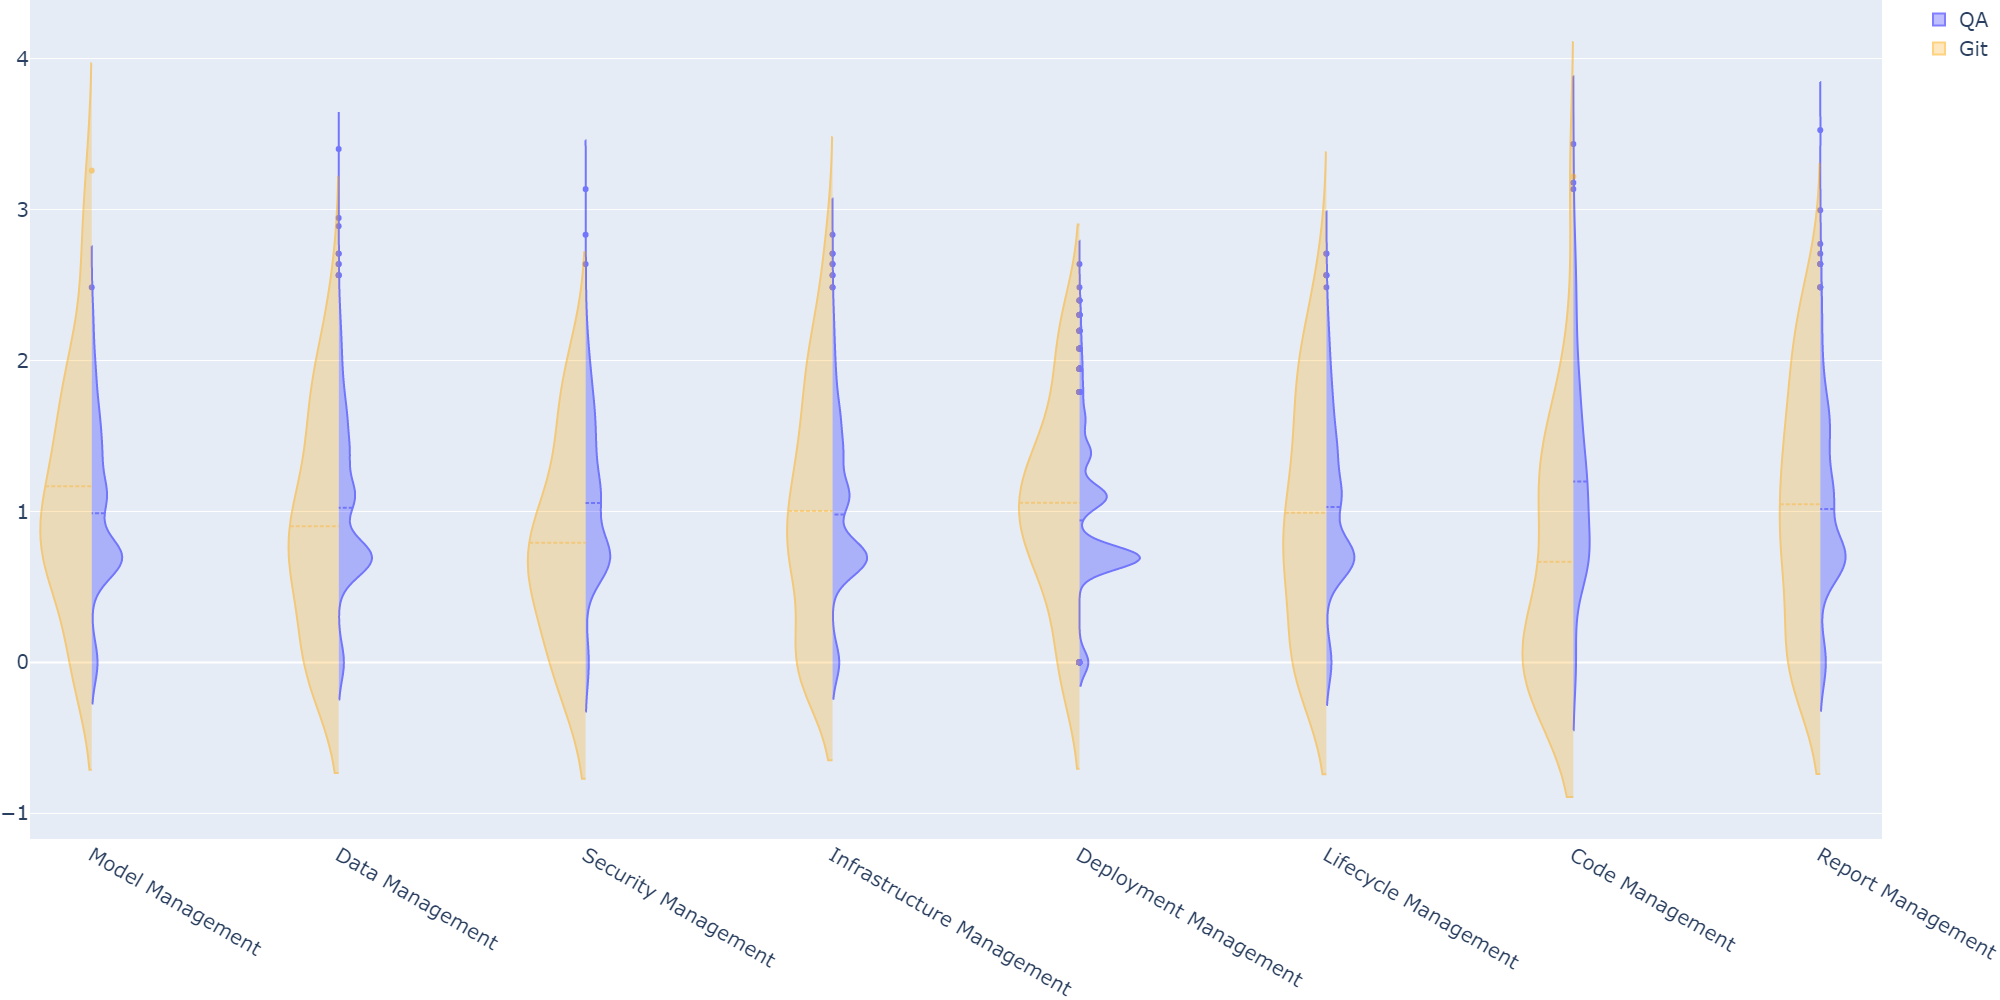 QA
Git
4
3
2
1
0
−1
Model Management
Data Management
Security Management
Infrastructure Management
Deployment Management
Lifecycle Management
Code Management
Report Management